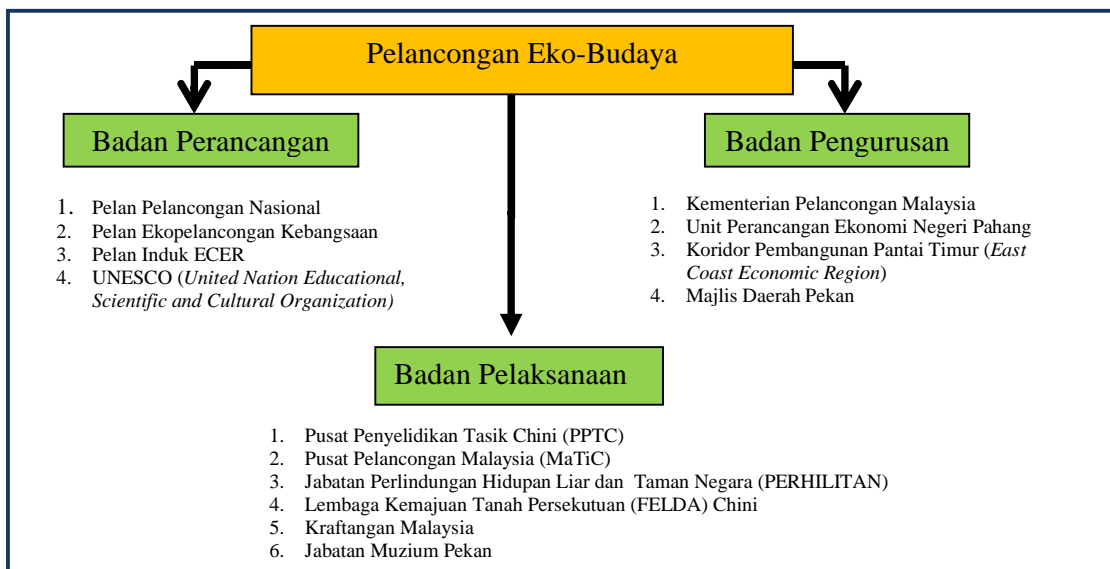 Pelancongan Eko-Budaya
Badan Perancangan
1. Pelan Pelancongan Nasional
2. Pelan Ekopelancongan Kebangsaan
3. Pelan Induk ECER
4. UNESCO (United Nation Educational,
Scientific and Cultural Organization)
Badan Pengurusan
1. Kementerian Pelancongan Malaysia
2. Unit Perancangan Ekonomi Negeri Pahang
3. Koridor Pembangunan Pantai Timur (East
Coast Economic Region)
4. Majlis Daerah Pekan
Badan Pelaksanaan
1. Pusat Penyelidikan Tasik Chini (PPTC)
2. Pusat Pelancongan Malaysia (MaTiC)
3. Jabatan Perlindungan Hidupan Liar dan Taman Negara (PERHILITAN)
4. Lembaga Kemajuan Tanah Persekutuan (FELDA) Chini
5. Kraftangan Malaysia
6. Jabatan Muzium Pekan